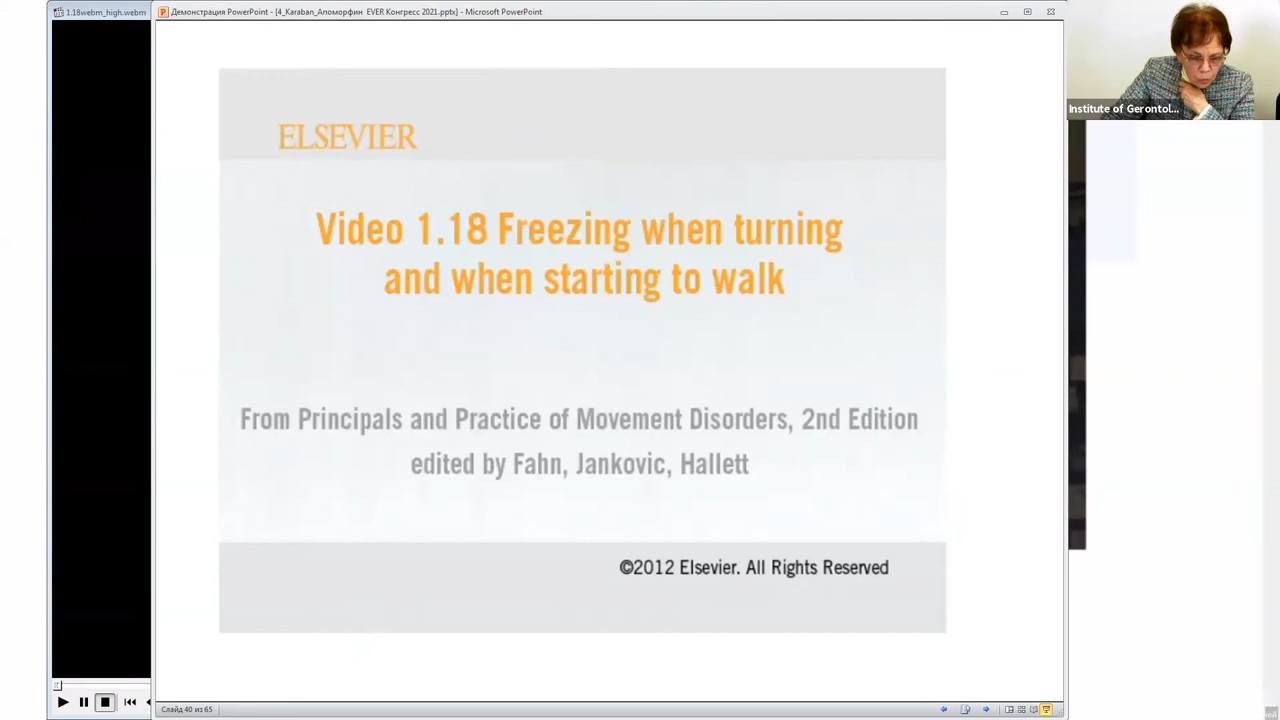 1.18webm_high.webm
Демонстрация PowerPoint - [4_Karaban_Апоморфин EVER Конгресс 2021.pptx] - Microsoft PowerPoint
Institute of Gerontol...
ELSEVIER
Video 1.18 Freezing when turning
and when starting to walk
From Principals and Practice of Movement Disorders, 2nd Edition
edited by Fahn, Jankovic, Hallett
©2012 Elsevier. All Rights Reserved
Слайд 40 из 65